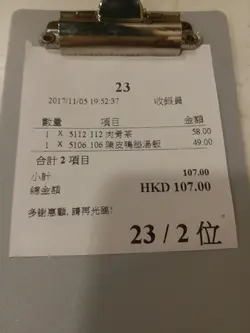 23
2017/11/05 19:52:37 收銀員
數量 項目 金額
1 X 5112 112 肉骨茶 58.00
1 X 5106 106 陳皮鴨腿湯飯 49.00
合計 2 項目
小計 107.00
總金額 HKD 107.00
多謝惠顧, 請再光臨!
23 / 2 位